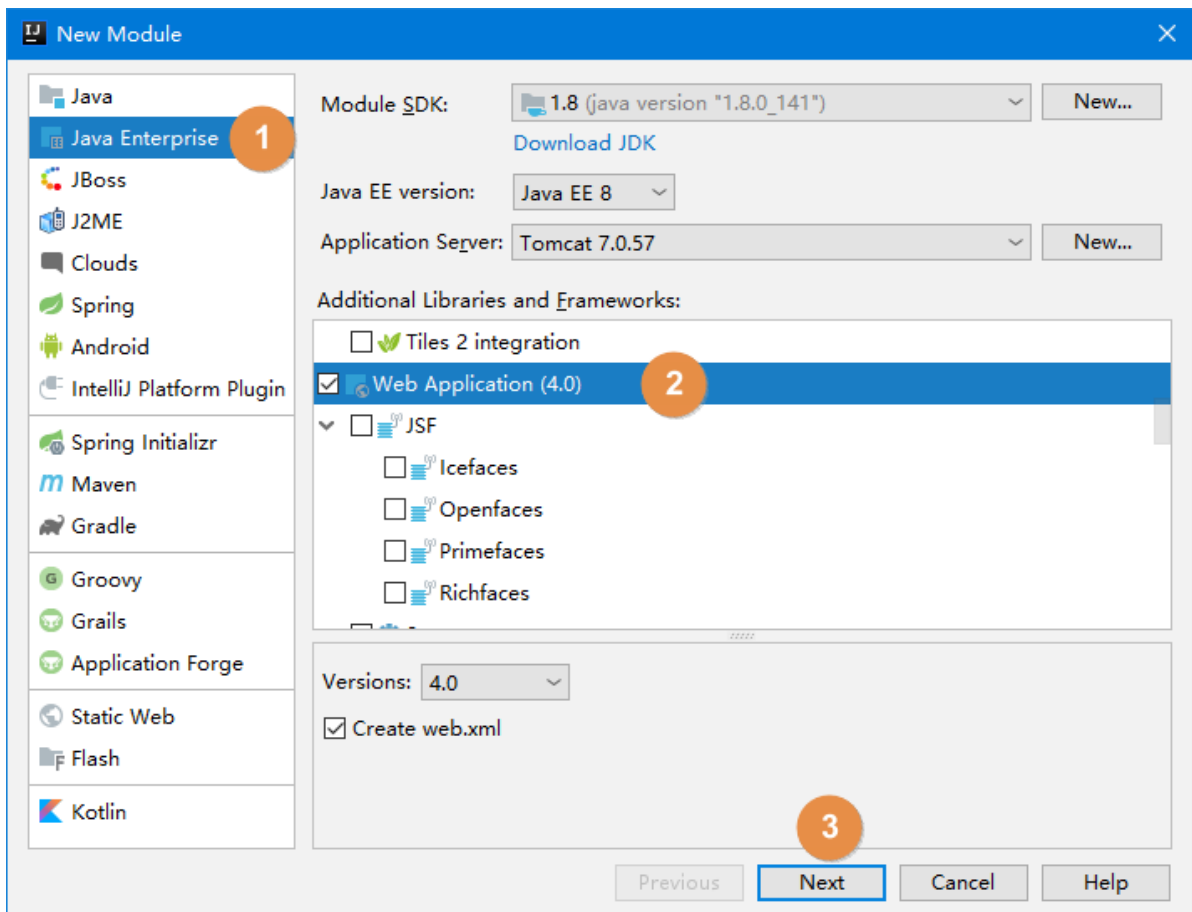 New Module
Java
Java Enterprise
1
JBoss
J2ME
Clouds
Spring
Android
IntelliJ Platform Plugin
Spring Initializr
Maven
Gradle
Groovy
Grails
Application Forge
Static Web
Flash
Kotlin
Module SDK: 1.8 (java version "1.8.0_141") New...
Download JDK
Java EE version: Java EE 8
Application Server: Tomcat 7.0.57 New...
Additional Libraries and Frameworks:
Tiles 2 integration
Web Application (4.0) 2
JSF
Icefaces
Openfaces
Primefaces
Richfaces
Versions: 4.0
Create web.xml
3
Previous Next Cancel Help